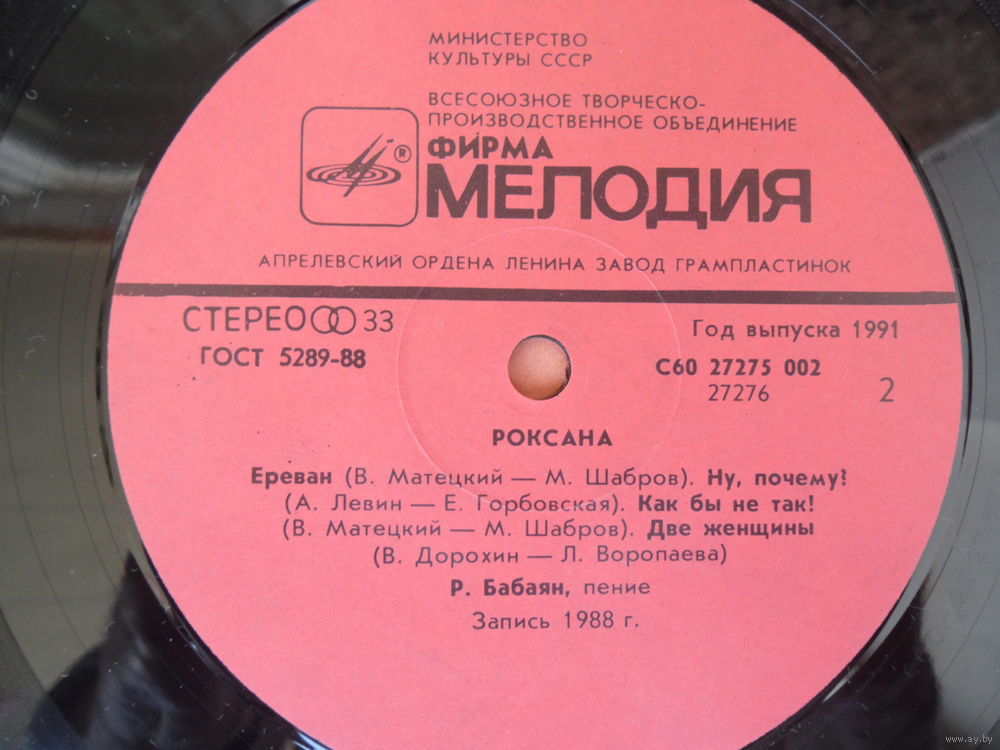 МИНИСТЕРСТВО
КУЛЬТУРЫ СССР
ВСЕСОЮЗНОЕ ТВОРЧЕСКО-
ПРОИЗВОДСТВЕННОЕ ОБЪЕДИНЕНИЕ
ФИРМА
®
МЕЛОДИЯ
АПРЕЛЕВСКИЙ ОРДЕНА ЛЕНИНА ЗАВОД ГРАМПЛАСТИНОК
СТЕРЕО 33
Год выпуска 1991
ГОСТ 5289-88
С60 27275 002
27276
2
РОКСАНА
Ереван (В. Матецкий — М. Шабров). Ну, почему?
(А. Левин — Е. Горбовская). Как бы не так!
(В. Матецкий — М. Шабров). Две женщины
(В. Дорохин — Л. Воропаева)
Р. Бабаян, пение
Запись 1988 г.
www.ay.by